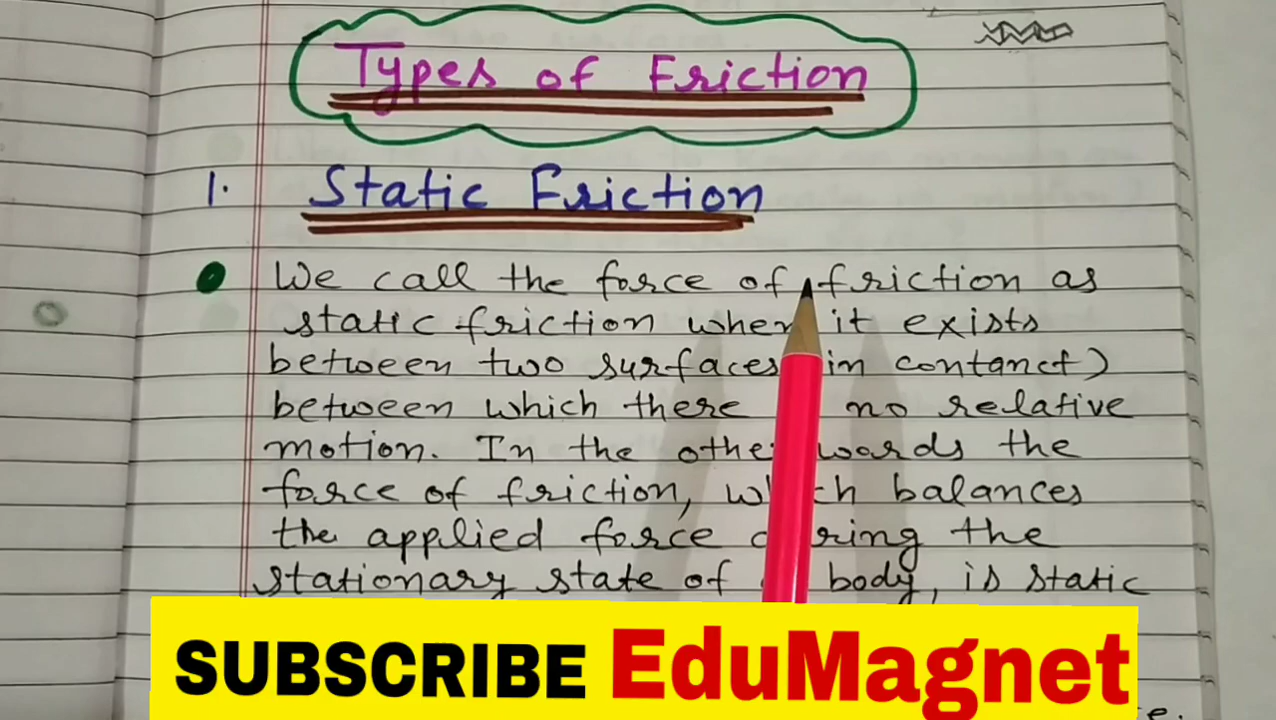 Types of Friction
1. Static Friction
We call the force of friction as
static friction when it exists
between two surfaces in contanct)
between which there no relative
motion. In the other words the
force of friction, which balances
the applied force during the
stationary state of body, is static
SUBSCRIBE EduMagnet